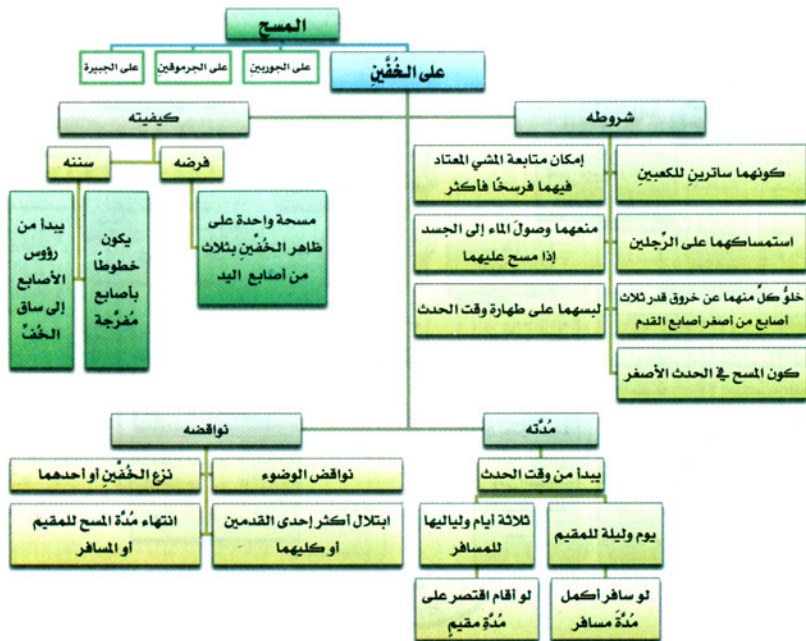 المسح
على الخُفَّينِ
على الجرموقينِ
على الجوربينِ
على الجبيرة
شروطه
كونهما ساترينِ للكعبينِ
إمكان متابعة المشي المعتاد
فيهما فرسخًا فأكثر
استمساكهما على الرِّجلين
منعهما وصولَ الماء إلى الجسد
إذا مسح عليهما
خلوُّ كلٍّ منهما عن خروق قدر ثلاث
أصابع من أصغر أصابع القدم
لبسهما على طهارة وقت الحدث
كون المسح في الحدث الأصغر
كيفيته
فرضه
مسحة واحدة على
ظاهر الخُفَّينِ بثلاث
من أصابع اليد
سننه
يكون
خطوطًا
بأصابع
مُفرَّجة
يبدأ من
رؤوس
الأصابع
إلى ساق
الخُفِّ
مُدَّته
يبدأ من وقت الحدث
يوم وليلة للمقيم
لو سافر أكمل
مُدَّةَ مسافر
ثلاثة أيام ولياليها
للمسافر
لو أقام اقتصر على
مُدَّةِ مقيمٍ
نواقضه
نواقض الوضوء
نزع الخُفَّينِ أو أحدهما
ابتلال أكثر إحدى القدمين
أو كليهما
انتهاء مُدَّة المسح للمقيم
أو المسافر